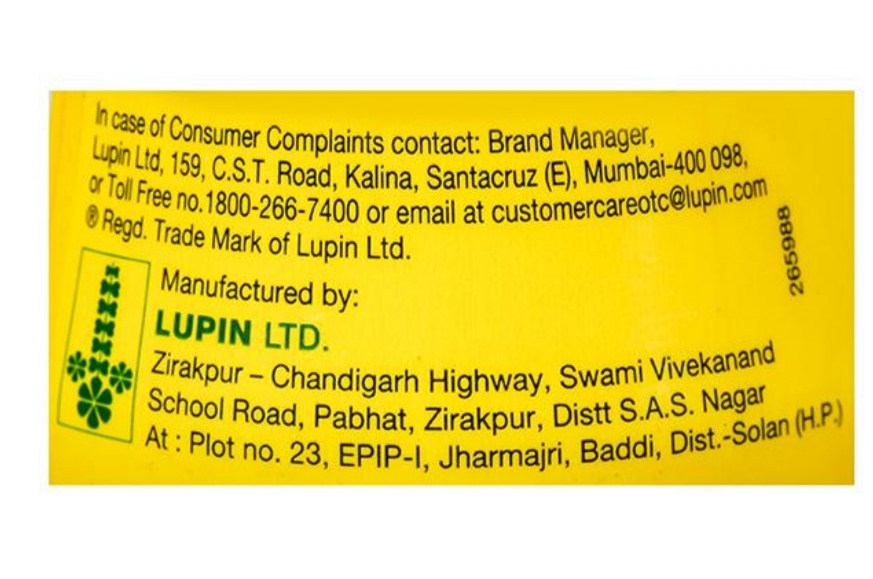 In case of Consumer Complaints contact: Brand Manager,
Lupin Ltd, 159, C.S.T. Road, Kalina, Santacruz (E), Mumbai-400 098,
or Toll Free no.1800-266-7400 or email at customercareotc@lupin.com
® Regd. Trade Mark of Lupin Ltd.
265988
Manufactured by:
LUPIN LTD.
Zirakpur – Chandigarh Highway, Swami Vivekanand
School Road, Pabhat, Zirakpur, Distt S.A.S. Nagar
At : Plot no. 23, EPIP-I, Jharmajri, Baddi, Dist.-Solan (H.P.)